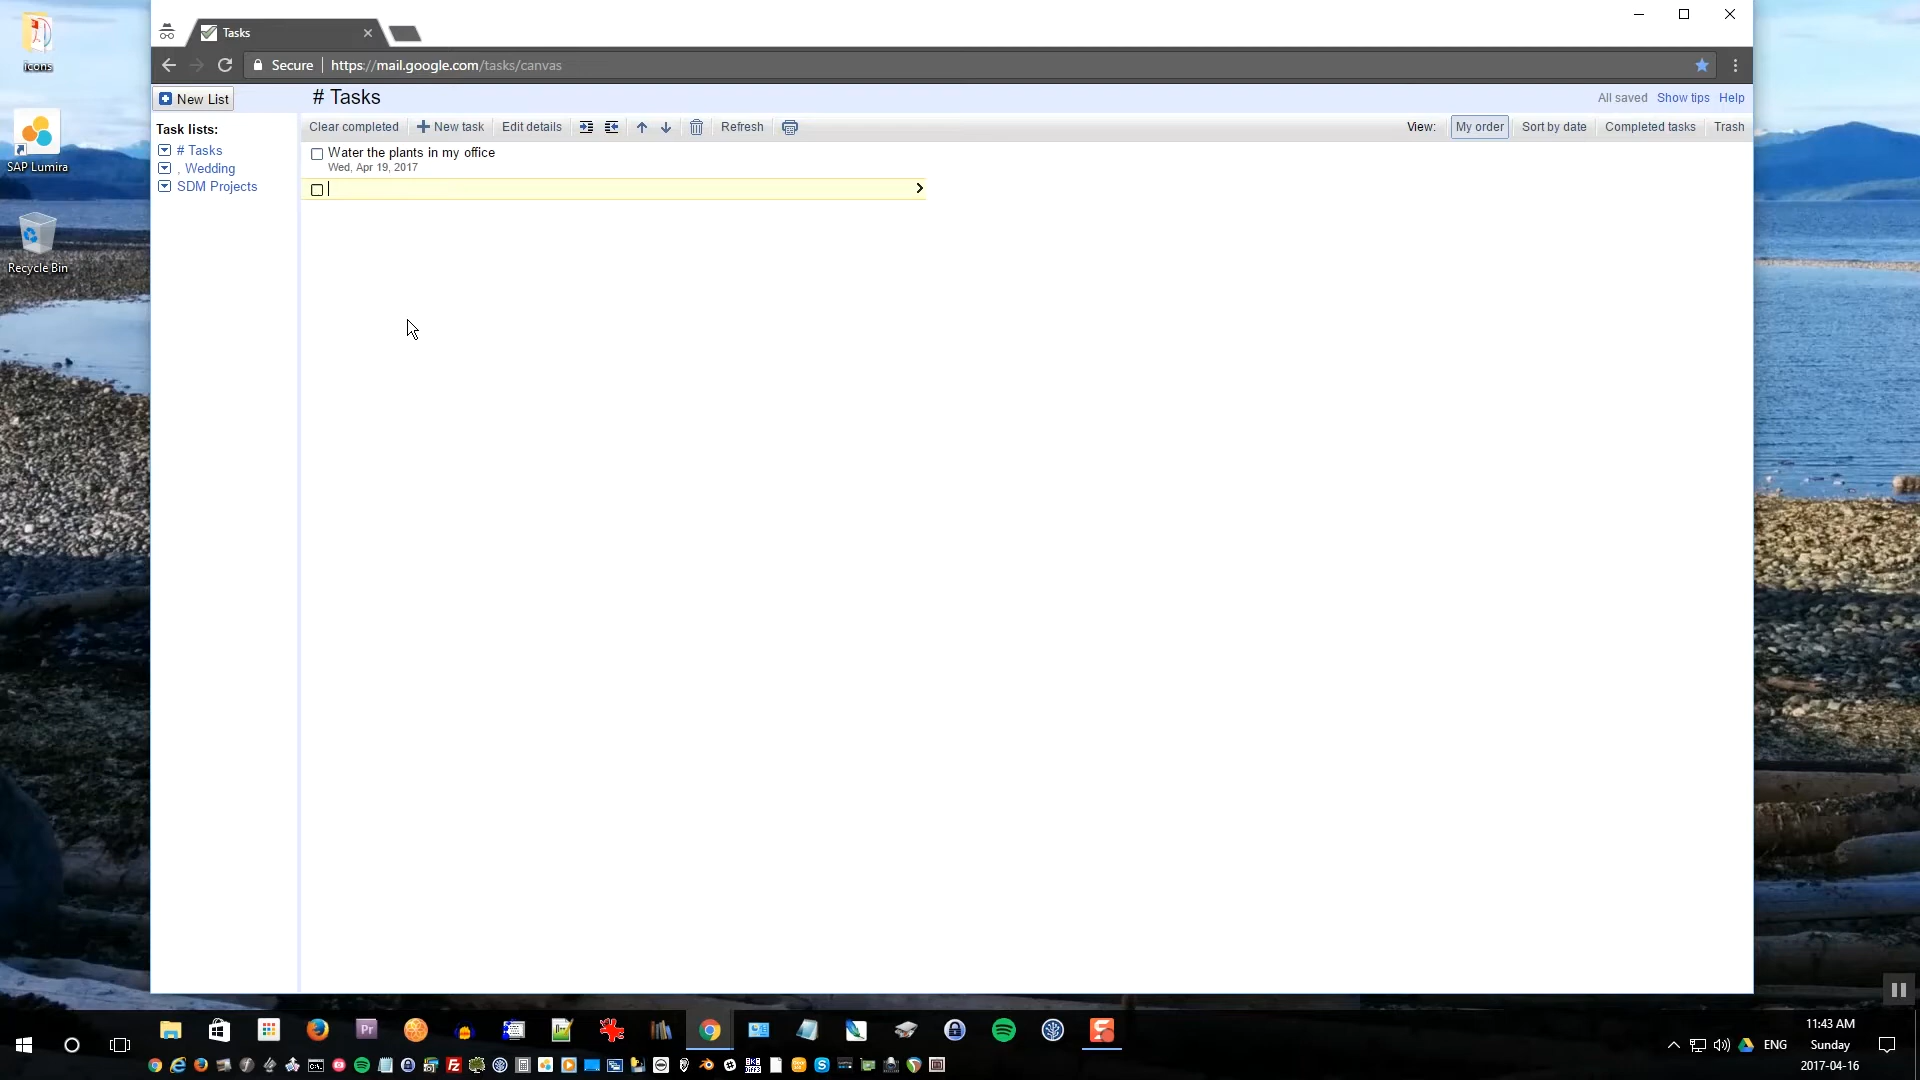 icons
SAP Lumira
Recycle Bin
Tasks
Secure
https://mail.google.com/tasks/canvas
New List
# Tasks
All saved
Show tips
Help
Task lists:
# Tasks
, Wedding
SDM Projects
Clear completed
New task
Edit details
Refresh
View:
My order
Sort by date
Completed tasks
Trash
Water the plants in my office
Wed, Apr 19, 2017
Pr
ENG
11:43 AM
Sunday
2017-04-16